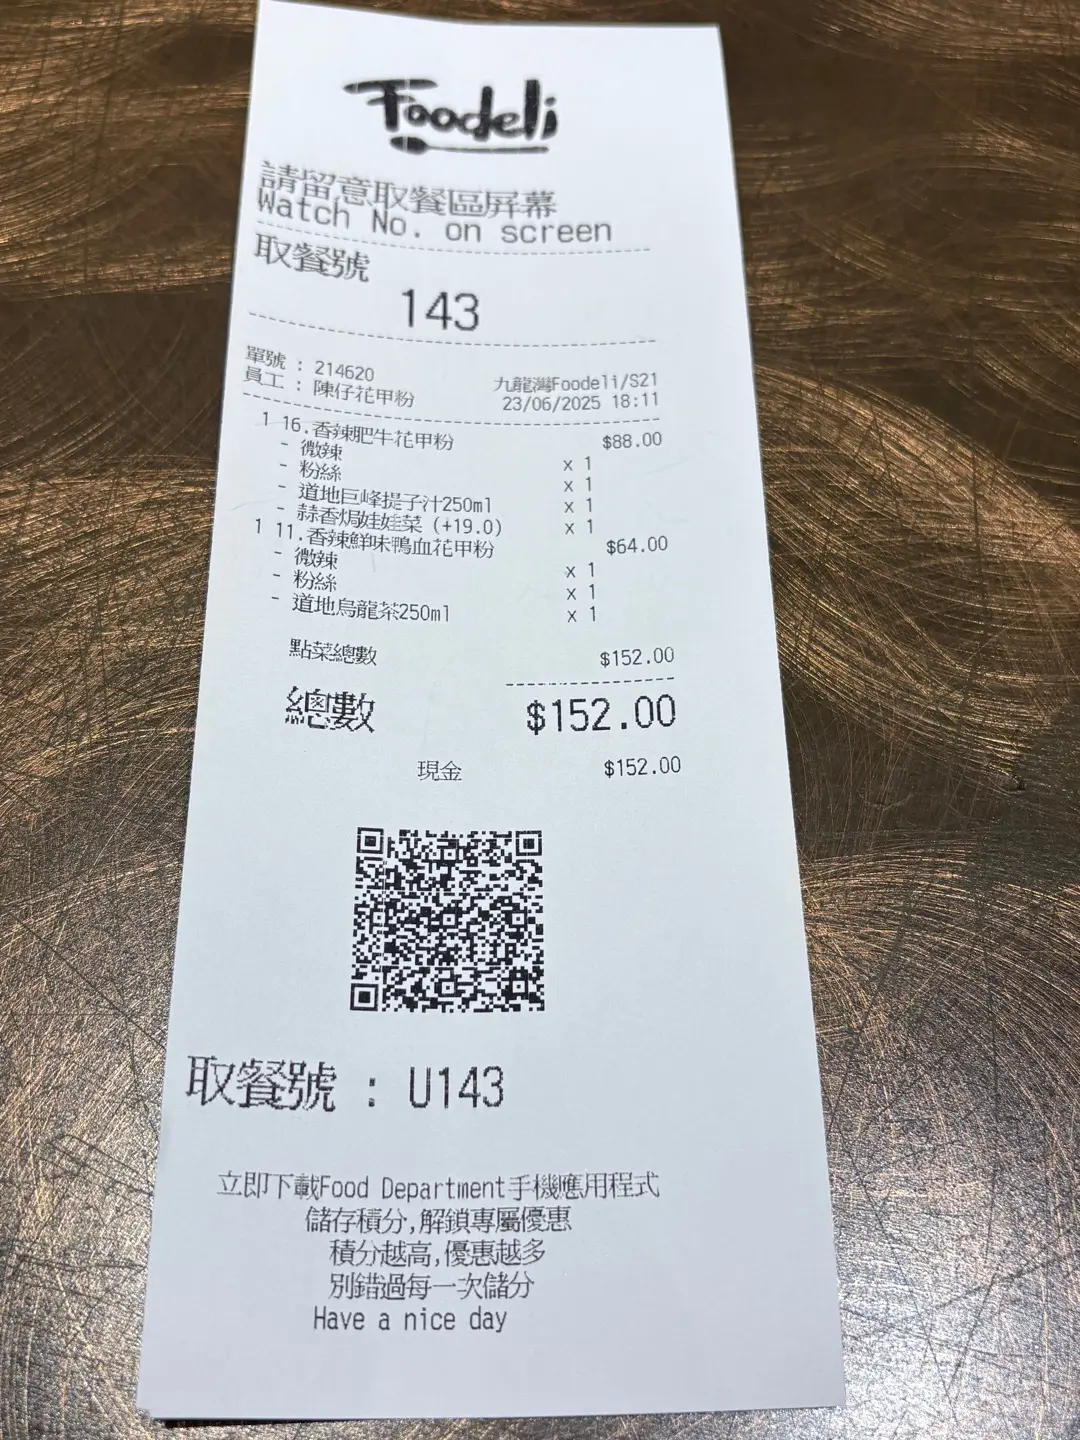 Foodeli
請留意取餐區屏幕
Watch No. on screen
取餐號
143
單號 : 214620
九龍灣Foodeli/S21
員工 : 陳仔花甲粉
23/06/2025 18:11
1 16.香辣肥牛花甲粉 $88.00
- 微辣 x 1
- 粉絲 x 1
- 道地巨峰提子汁250ml x 1
- 蒜香焗娃娃菜 (+19.0) x 1
1 11.香辣鮮味鴨血花甲粉 $64.00
- 微辣 x 1
- 粉絲 x 1
- 道地烏龍茶250ml x 1
點菜總數 $152.00
總數 $152.00
現金 $152.00
取餐號 : U143
立即下載Food Department手機應用程式
儲存積分,解鎖專屬優惠
積分越高,優惠越多
別錯過每一次儲分
Have a nice day